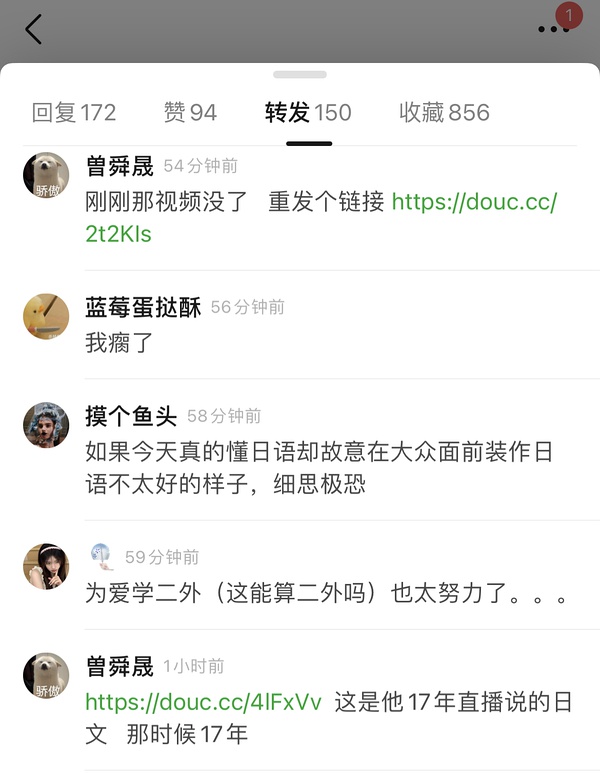 1
回复 172 赞 94 转发 150 收藏 856
曾舜晟 54分钟前
骄傲
刚刚那视频没了 重发个链接 https://douc.cc/
2t2Kls
蓝莓蛋挞酥 56分钟前
我瘸了
摸个鱼头 58分钟前
如果今天真的懂日语却故意在大众面前装作日
语不太好的样子，细思极恐
59分钟前
为爱学二外（这能算二外吗）也太努力了。。。
曾舜晟 1小时前
骄傲
https://douc.cc/4lFxVv 这是他17年直播说的日
文 那时候17年